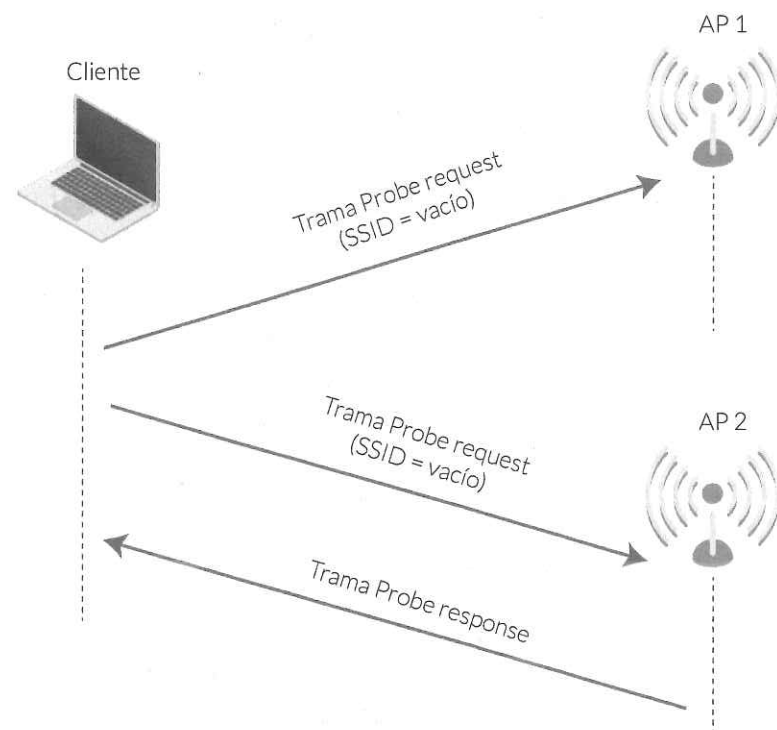 AP 1
Cliente
Trama Probe request
(SSID = vacío)
Trama Probe request
(SSID = vacío)
AP 2
Trama Probe response